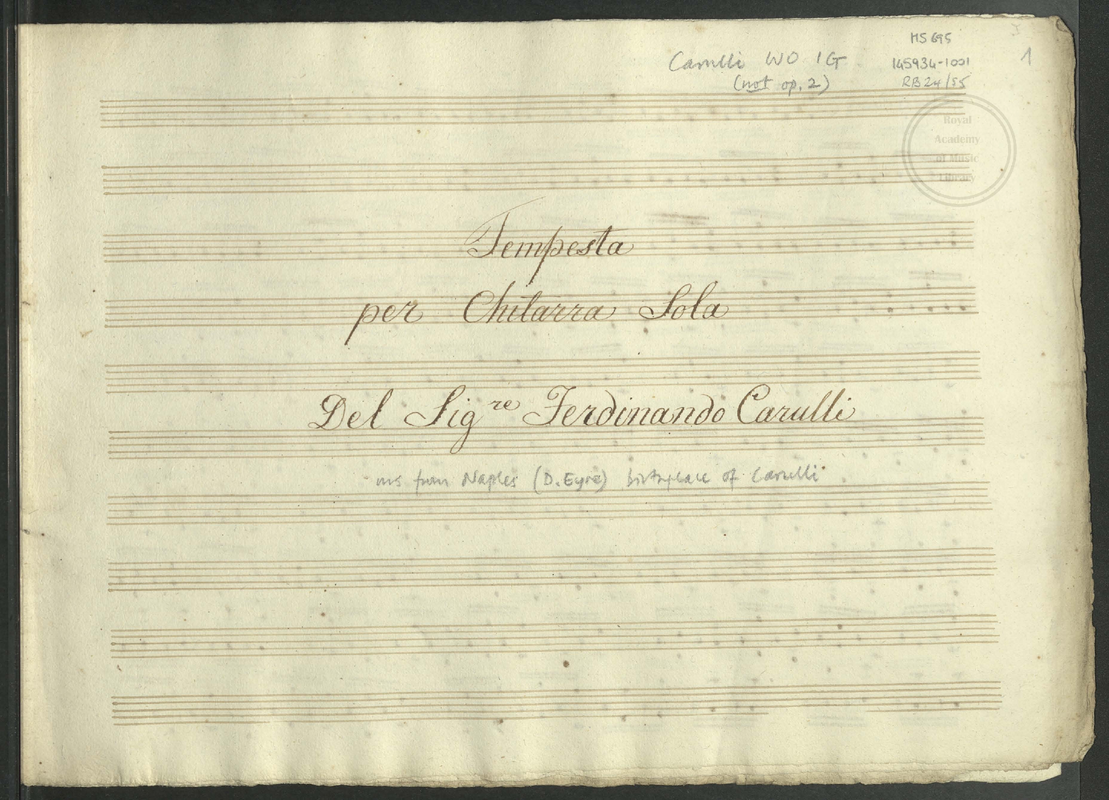 MS 695
Carulli WO 1G
145934-1001
1
(not op. 2)
RB 24/55
Royal
Academy
of Music
Library
Tempesta
per Chitarra Sola
Del Sig re Ferdinando Carulli
ms from Naples (D. Eyre) birthplace of Carulli